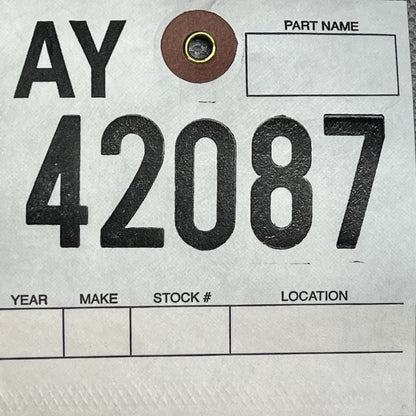 AY PART NAME
42087
YEAR MAKE STOCK # LOCATION